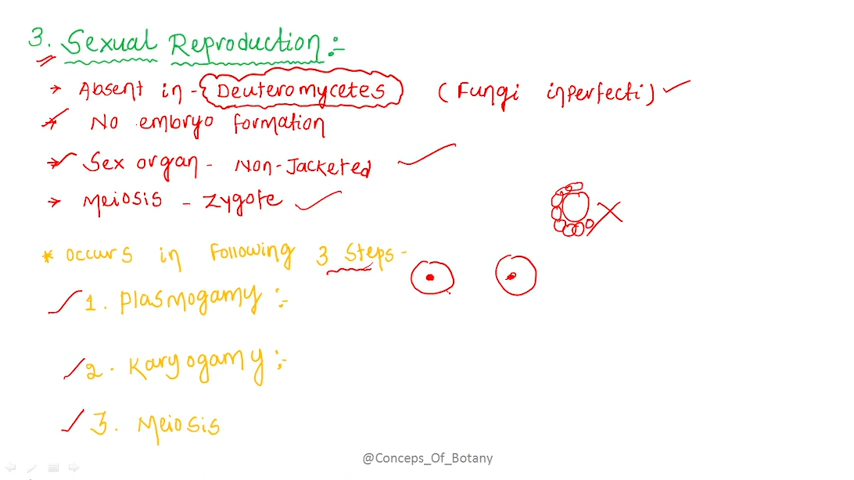 3. Sexual Reproduction:-
→ Absent in - Deuteromycetes (Fungi inperfecti)
→ No embryo formation
→ Sex organ - Non-Jacketed
→ Meiosis - Zygote
* Occurs in following 3 Steps -
1. Plasmogamy :-
2. Karyogamy :-
3. Meiosis
@Conceps_Of_Botany